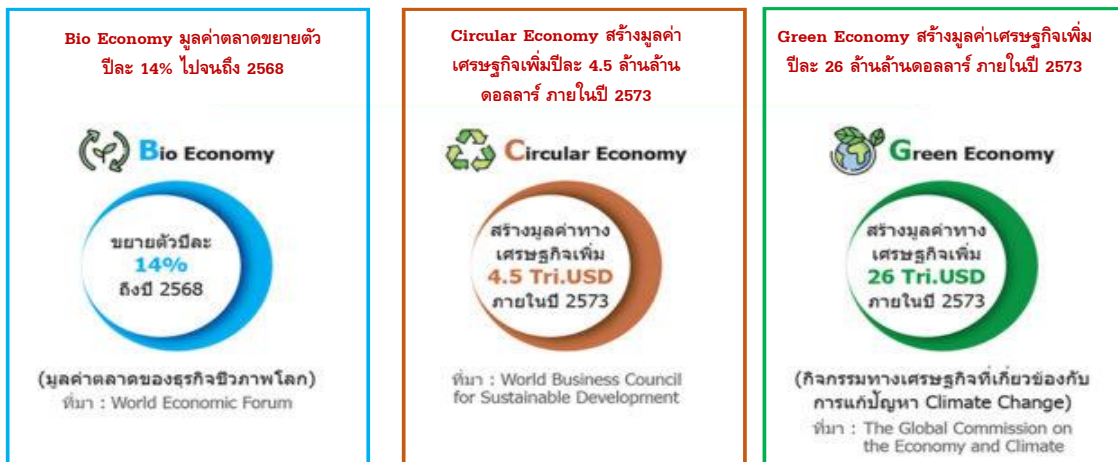 Bio Economy มูลค่าตลาดขยายตัว
ปีละ 14% ไปจนถึง 2568
Bio Economy
ขยายตัวปีละ
14%
ถึงปี 2568
(มูลค่าตลาดของธุรกิจชีวภาพโลก)
ที่มา : World Economic Forum
Circular Economy สร้างมูลค่า
เศรษฐกิจเพิ่มปีละ 4.5 ล้านล้าน
ดอลลาร์ ภายในปี 2573
Circular Economy
สร้างมูลค่าทาง
เศรษฐกิจเพิ่ม
4.5 Tri.USD
ภายในปี 2573
ที่มา : World Business Council
for Sustainable Development
Green Economy สร้างมูลค่าเศรษฐกิจเพิ่ม
ปีละ 26 ล้านล้านดอลลาร์ ภายในปี 2573
Green Economy
สร้างมูลค่าทาง
เศรษฐกิจเพิ่ม
26 Tri.USD
ภายในปี 2573
(กิจกรรมทางเศรษฐกิจที่เกี่ยวข้องกับ
การแก้ปัญหา Climate Change)
ที่มา : The Global Commission on
the Economy and Climate